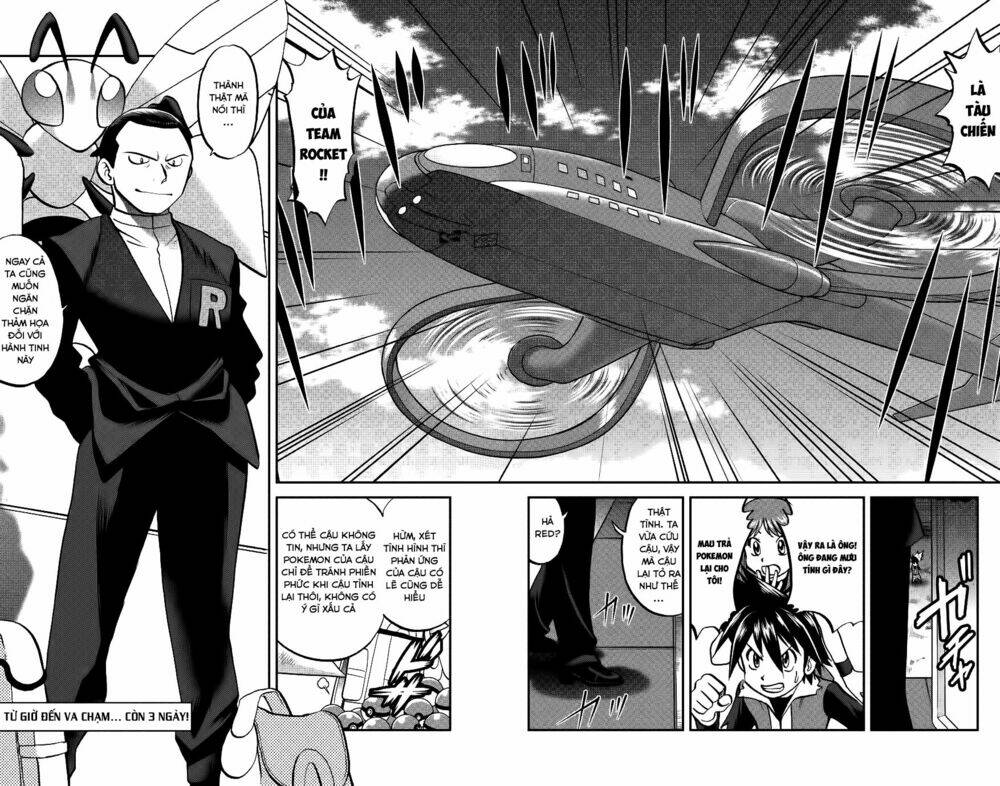 LÀ
TÀU
CHIẾN
CỦA
TEAM
ROCKET
!!
VẬY RA LÀ ÔNG!
ÔNG ĐANG MƯU
TÍNH GÌ ĐÂY?
MAU TRẢ
POKEMON
LẠI CHO
TÔI!
THẬT
TÌNH. TA
VỪA CỨU
CẬU, VẬY
MÀ CẬU
LẠI TỎ RA
NHƯ THẾ
...
HẢ
RED?
HỪM, XÉT
TÌNH HÌNH THÌ
PHẢN ỨNG
CỦA CẬU CÓ
LẼ CŨNG DỄ
HIỂU
CÓ THỂ CẬU KHÔNG
TIN, NHƯNG TA LẤY
POKEMON CỦA CẬU
CHỈ ĐỂ TRÁNH PHIỀN
PHỨC KHI CẬU TỈNH
LẠI THÔI, KHÔNG CÓ
Ý GÌ XẤU CẢ
THÀNH
THẬT MÀ
NÓI THÌ
...
NGAY CẢ
TA CŨNG
MUỐN
NGĂN
CHẶN
THẢM HỌA
ĐỐI VỚI
HÀNH TINH
NÀY
R
TỪ GIỜ ĐẾN VA CHẠM... CÒN 3 NGÀY!